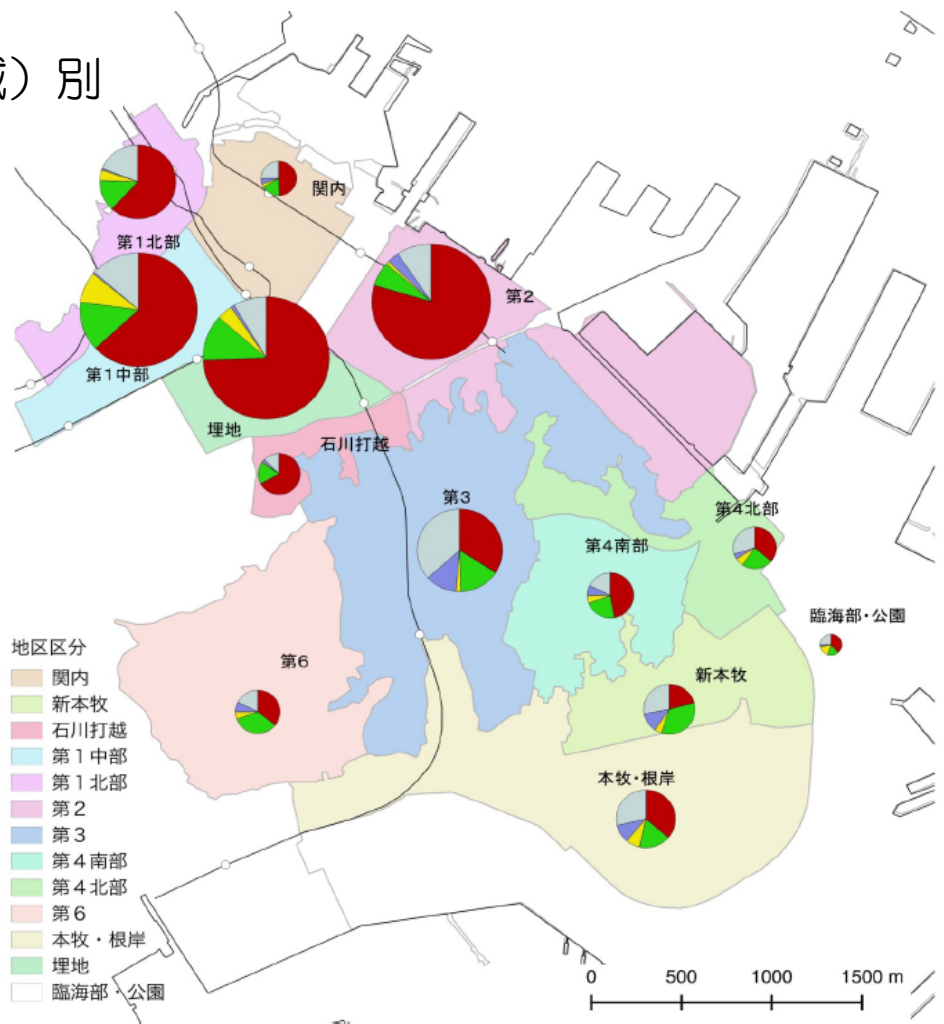 域）別
関内
第1北部
第2
第1中部
埋地
石川打越
第3
第4北部
第4南部
臨海部・公園
第6
新本牧
本牧・根岸
地区区分
関内
新本牧
石川打越
第１中部
第１北部
第２
第３
第４南部
第４北部
第６
本牧・根岸
埋地
臨海部・公園
0 500 1000 1500 m